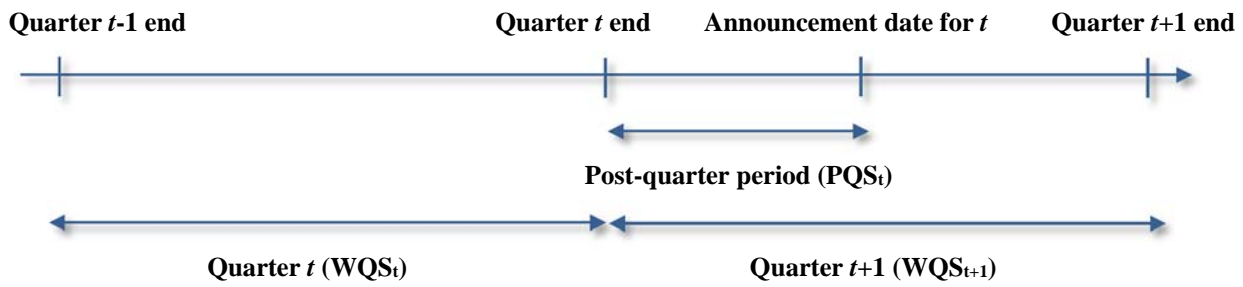 Quarter t-1 end Quarter t end Announcement date for t Quarter t+1 end
Post-quarter period (PQSₜ)
Quarter t (WQSₜ) Quarter t+1 (WQSₜ₊₁)